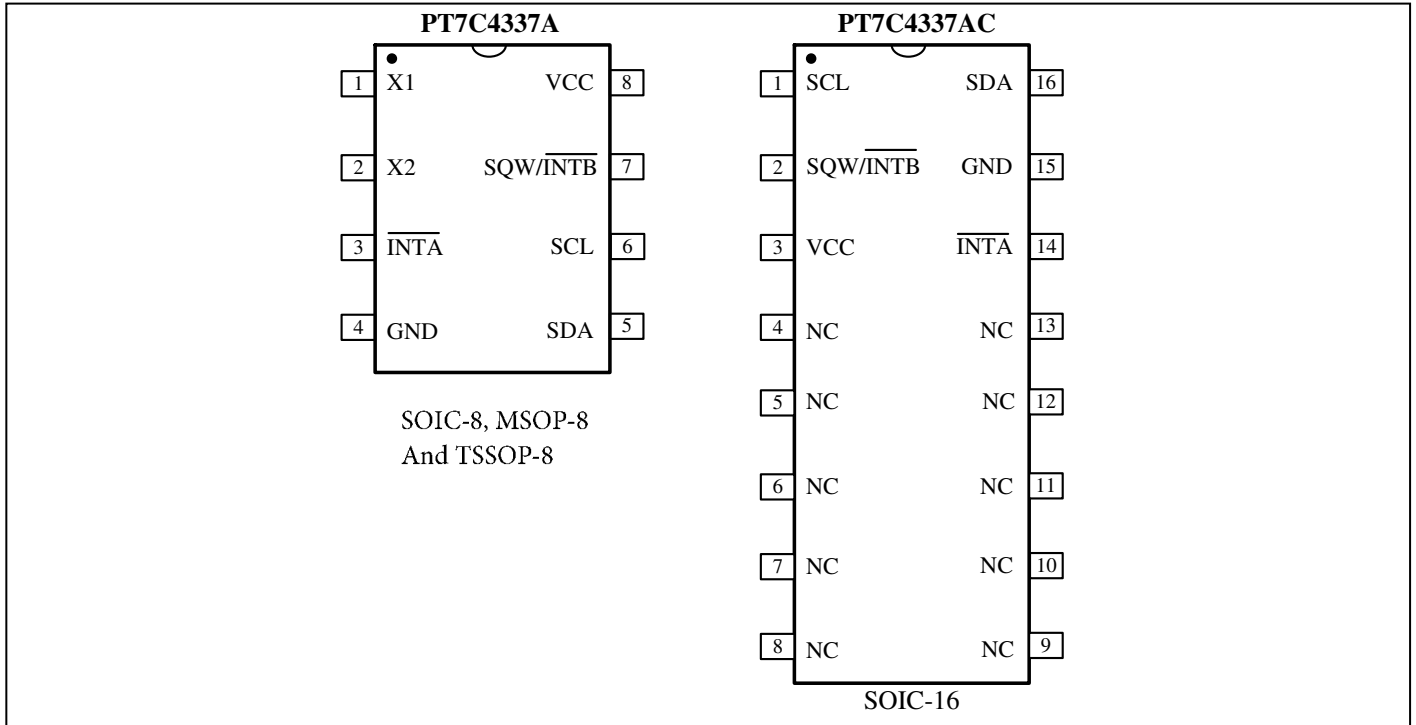 PT7C4337A
1 X1 VCC 8
2 X2 SQW/INTB 7
3 INTA SCL 6
4 GND SDA 5
SOIC-8, MSOP-8
And TSSOP-8
PT7C4337AC
1 SCL SDA 16
2 SQW/INTB GND 15
3 VCC INTA 14
4 NC NC 13
5 NC NC 12
6 NC NC 11
7 NC NC 10
8 NC NC 9
SOIC-16